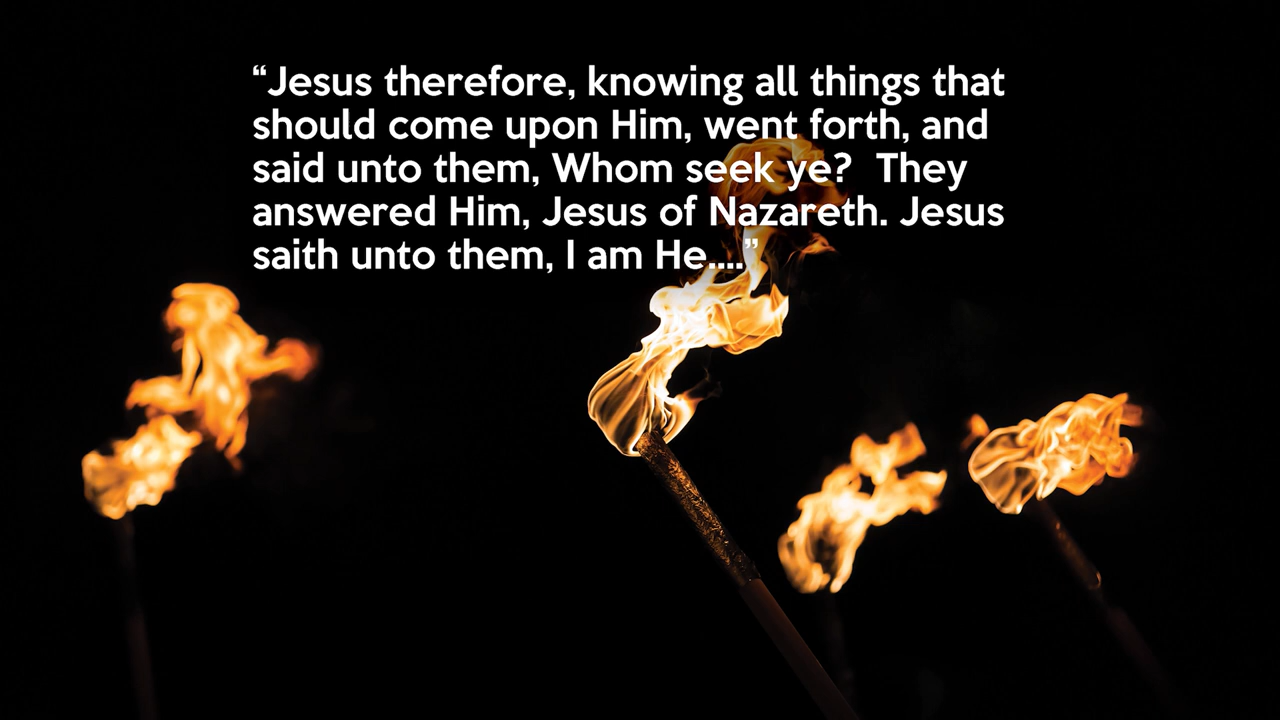 “Jesus therefore, knowing all things that
should come upon Him, went forth, and
said unto them, Whom seek ye?  They
answered Him, Jesus of Nazareth. Jesus
saith unto them, I am He....”